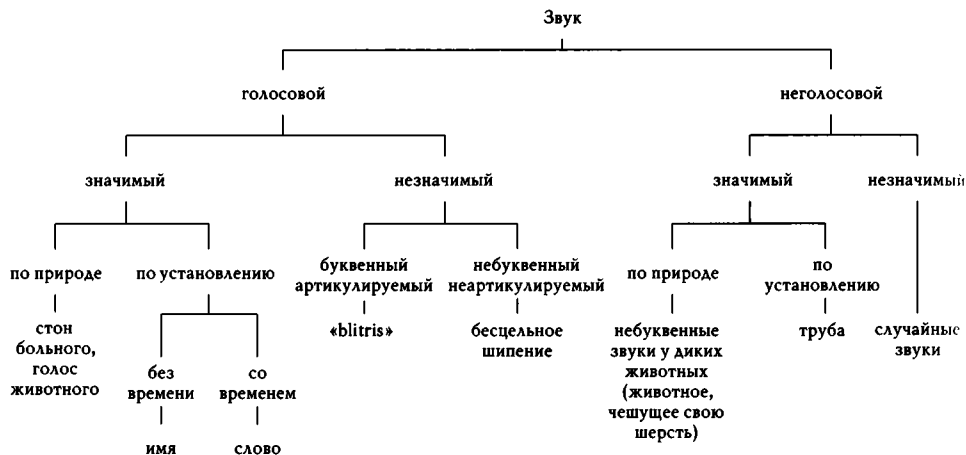 Звук
голосовой
неголосовой
значимый
незначимый
значимый
незначимый
по природе
по установлению
буквенный
артикулируемый
небуквенный
неартикулируемый
по природе
по
установлению
стон
больного,
голос
животного
без
времени
со
временем
«blitris»
бесцельное
шипение
небуквенные
звуки у диких
животных
(животное,
чешущее свою
шерсть)
труба
случайные
звуки
имя
слово